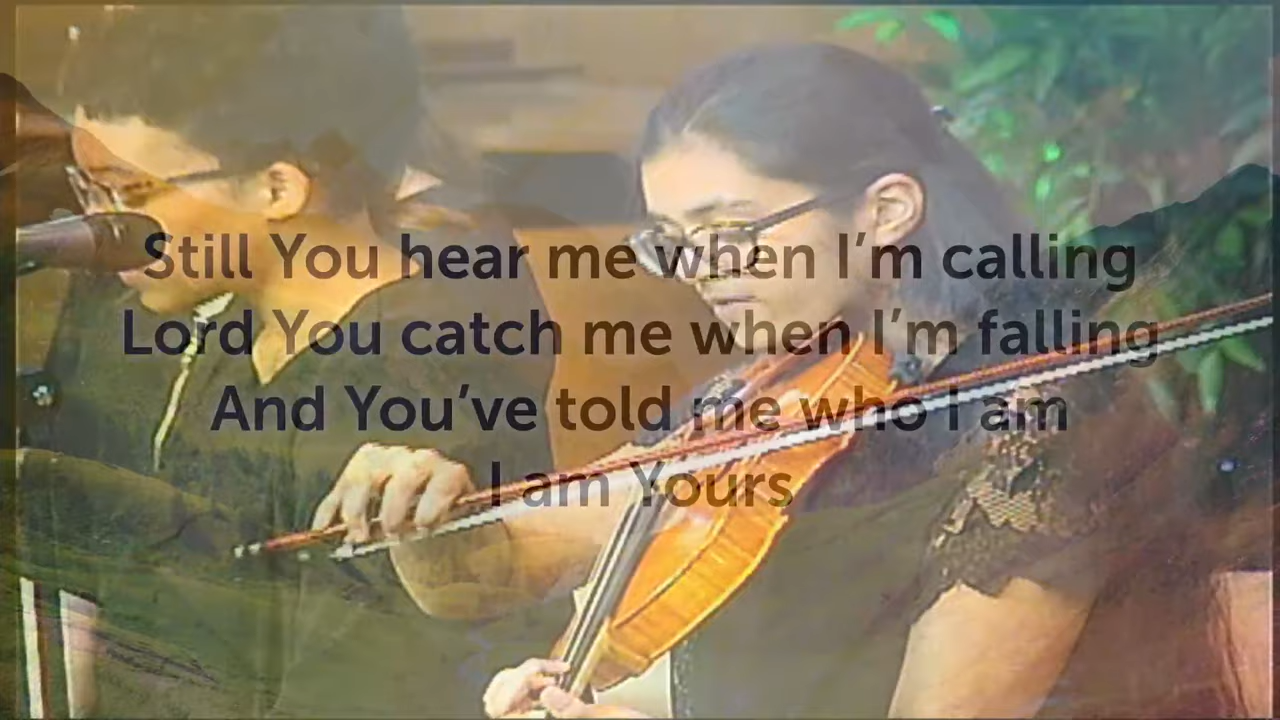 Still You hear me when I’m calling
Lord You catch me when I’m falling
And You’ve told me who I am
I am Yours